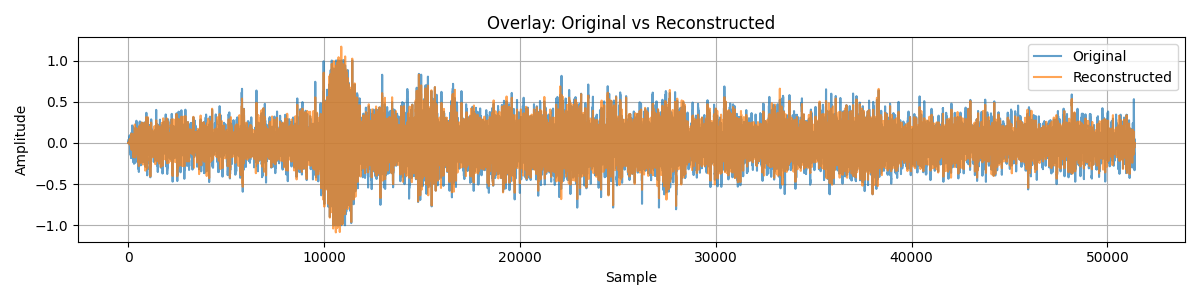 Overlay: Original vs Reconstructed
Amplitude
1.0
0.5
0.0
−0.5
−1.0
Original
Reconstructed
0 10000 20000 30000 40000 50000
Sample